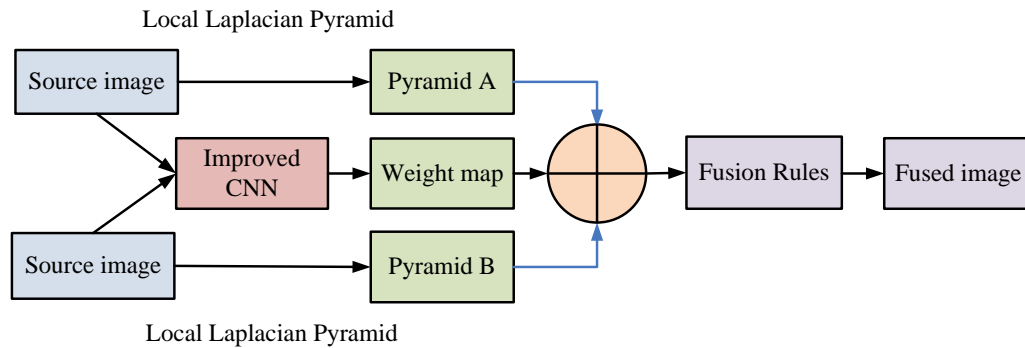 Local Laplacian Pyramid
Source image
Pyramid A
Improved
CNN
Weight map
Fusion Rules
Fused image
Source image
Pyramid B
Local Laplacian Pyramid